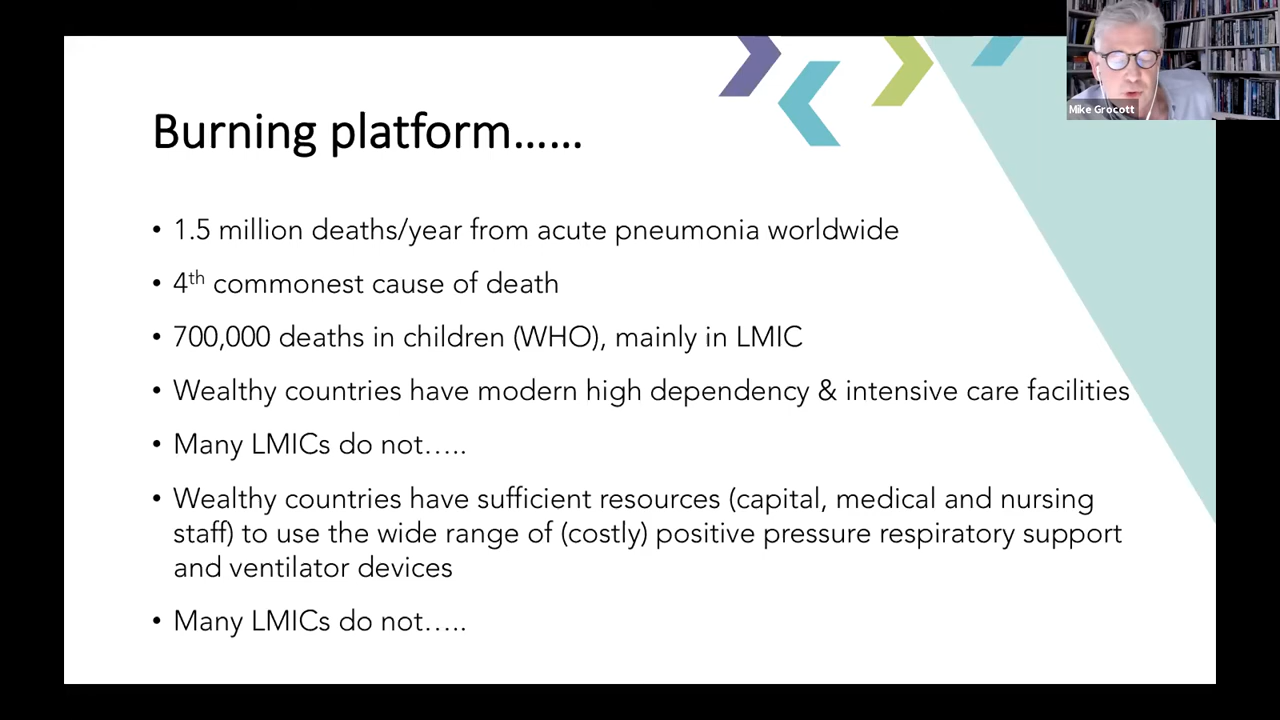 Mike Grocott
Burning platform......
• 1.5 million deaths/year from acute pneumonia worldwide
• 4th commonest cause of death
• 700,000 deaths in children (WHO), mainly in LMIC
• Wealthy countries have modern high dependency & intensive care facilities
• Many LMICs do not…..
• Wealthy countries have sufficient resources (capital, medical and nursing
staff) to use the wide range of (costly) positive pressure respiratory support
and ventilator devices
• Many LMICs do not…..